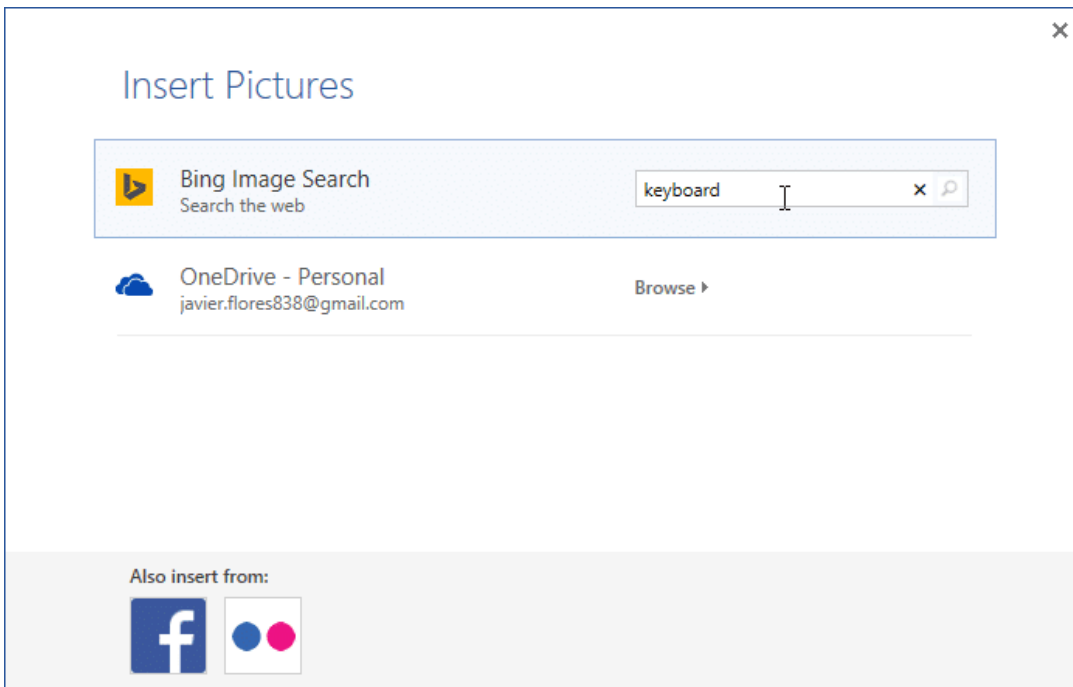 Insert Pictures
Bing Image Search
Search the web
keyboard
OneDrive - Personal
javier.flores838@gmail.com
Browse
Also insert from: